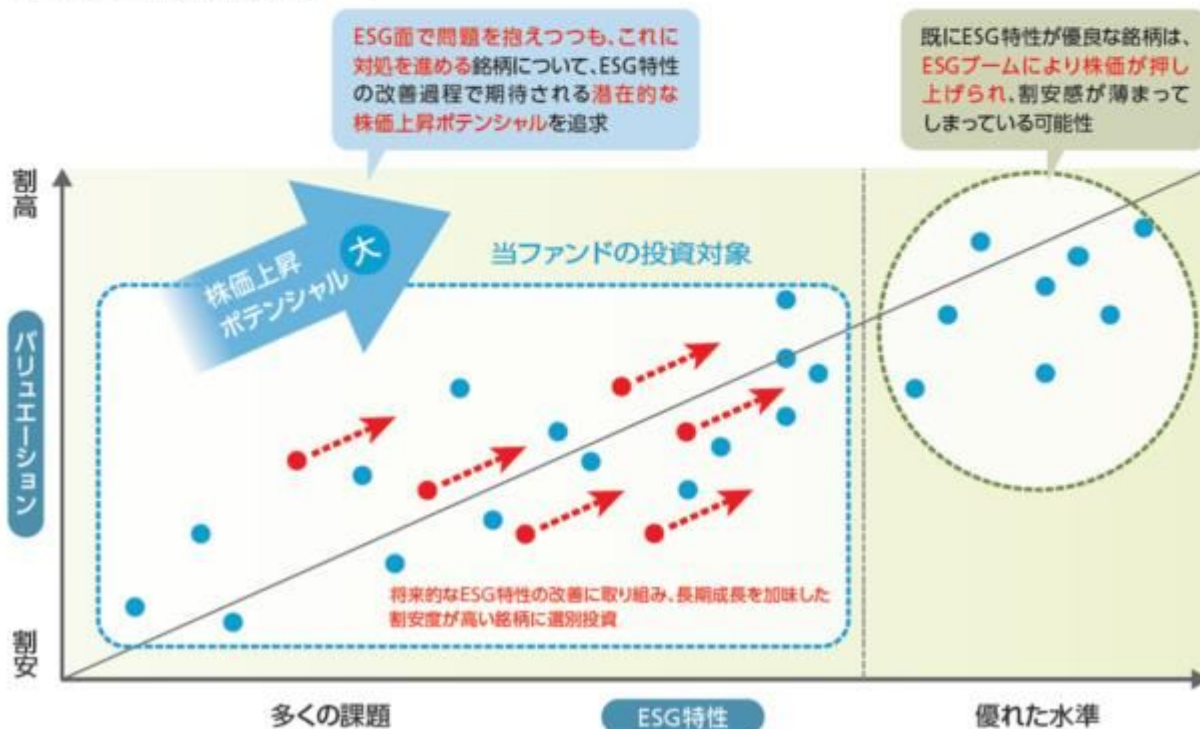 ESG面で問題を抱えつつも、これに
対処を進める銘柄について、ESG特性
の改善過程で期待される潜在的な
株価上昇ポテンシャルを追求
既にESG特性が優良な銘柄は、
ESGブームにより株価が押し
上げられ、割安感が薄まって
しまっている可能性
割高
株価上昇
ポテンシャル
大
当ファンドの投資対象
バリュエーション
将来的なESG特性の改善に取り組み、長期成長を加味した
割安度が高い銘柄に選別投資
割安
多くの課題
ESG特性
優れた水準